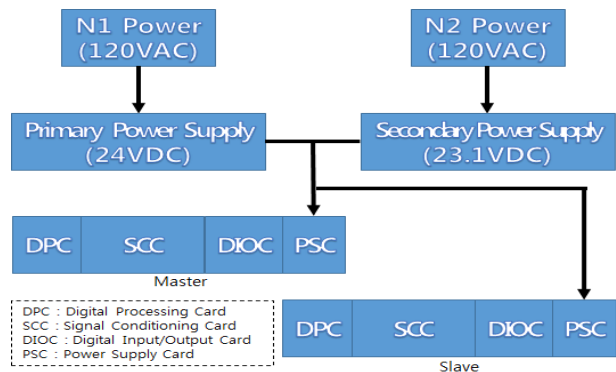 N1 Power
(120VAC)
N2 Power
(120VAC)
Primary Power Supply
(24VDC)
Secondary Power Supply
(23.1VDC)
DPC SCC DIOC PSC
Master
DPC : Digital Processing Card
SCC : Signal Conditioning Card
DIOC : Digital Input/Output Card
PSC : Power Supply Card
DPC SCC DIOC PSC
Slave